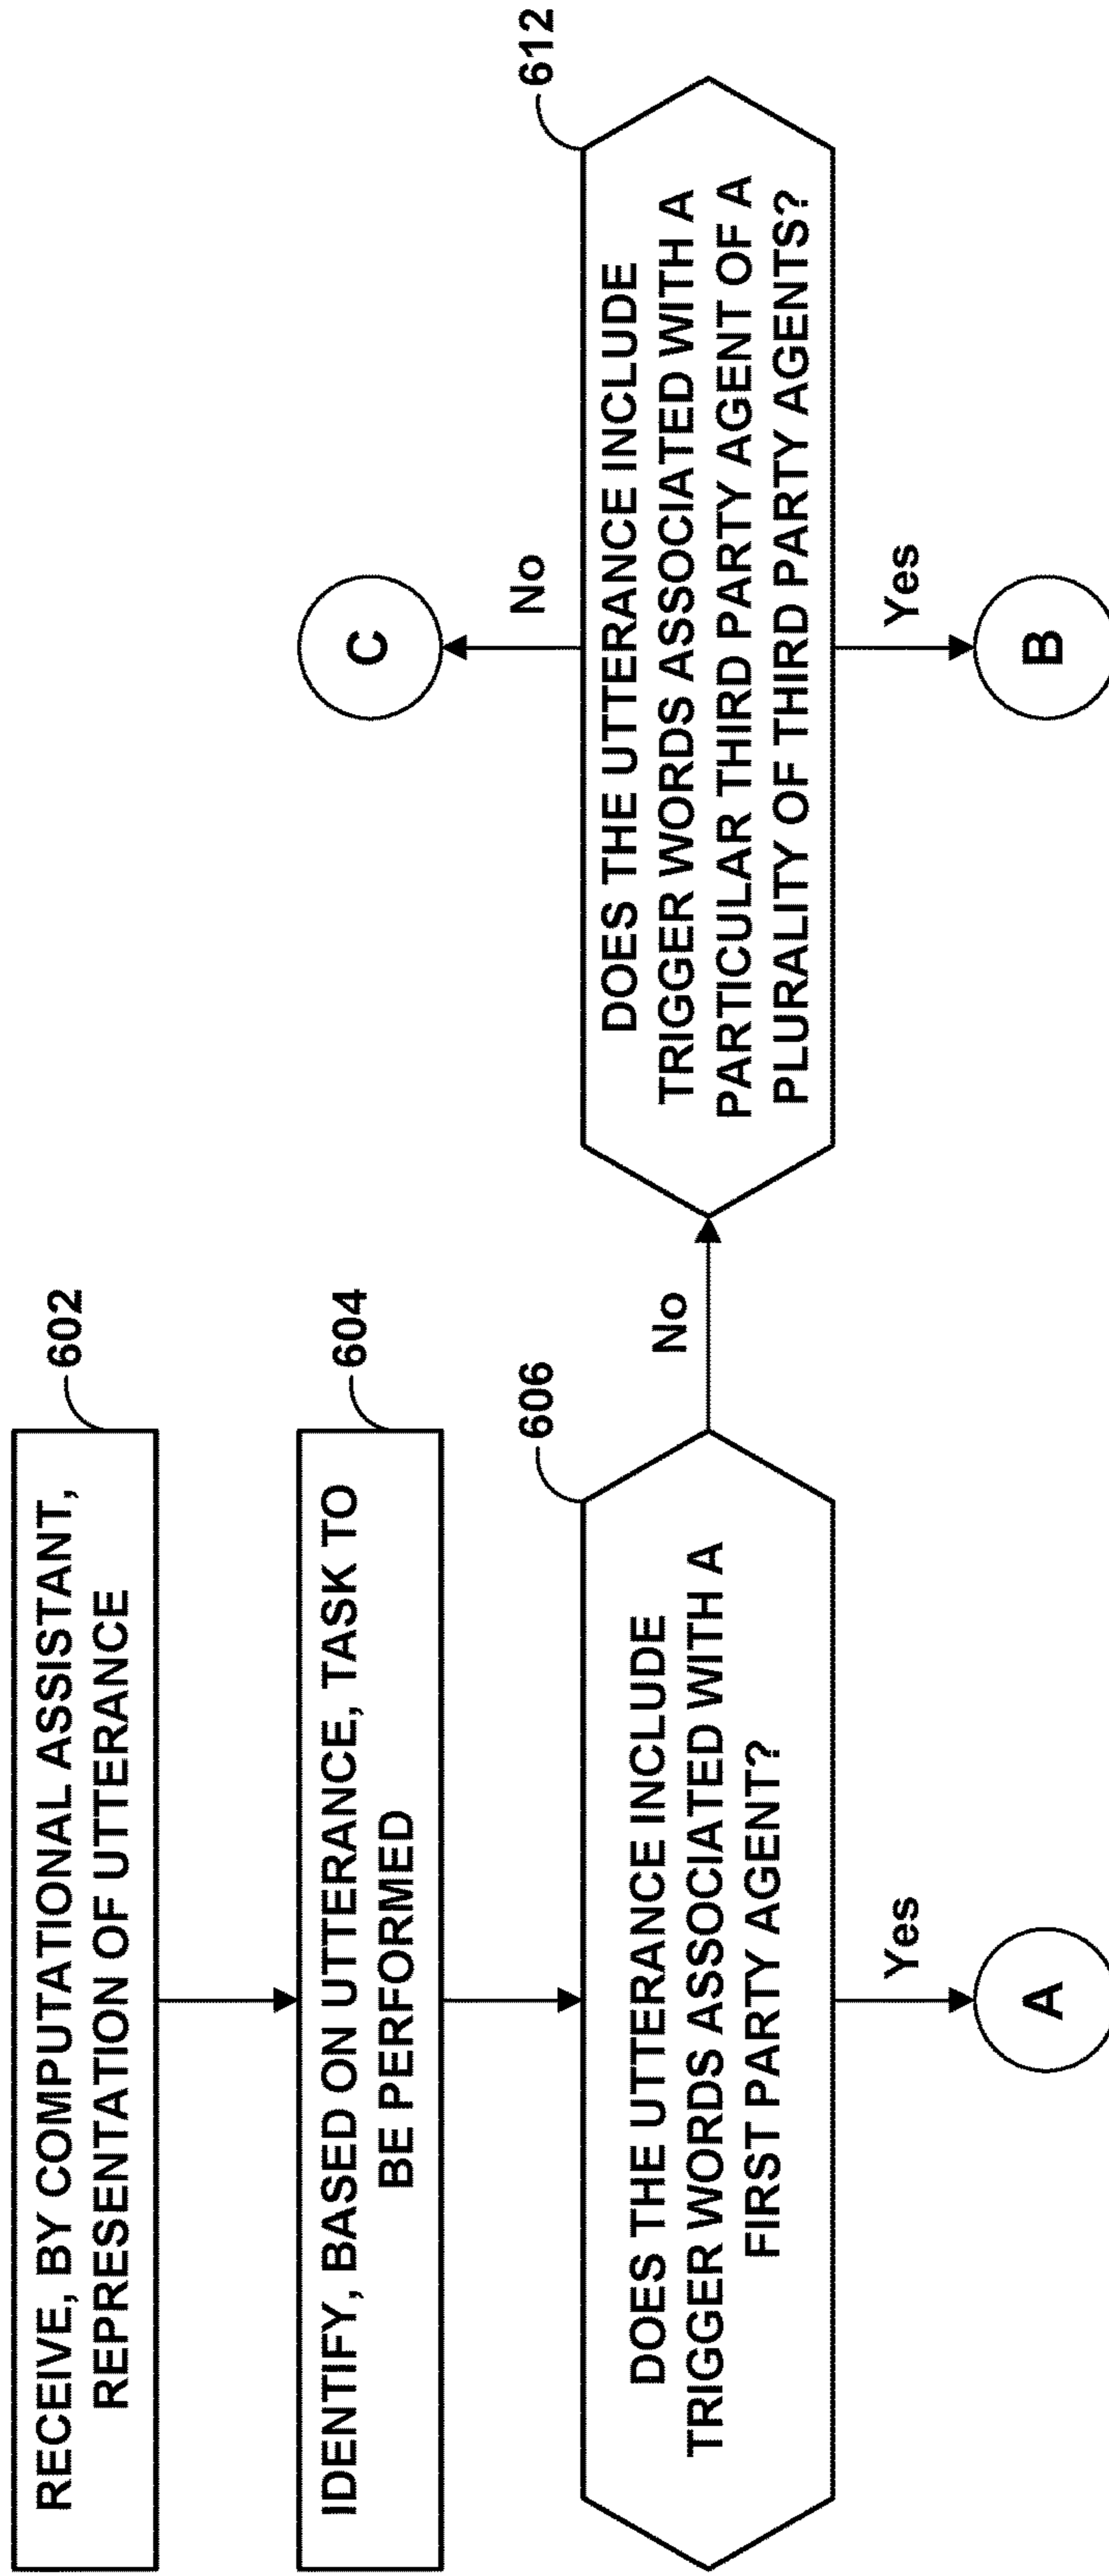 602
RECEIVE, BY COMPUTATIONAL ASSISTANT,
REPRESENTATION OF UTTERANCE
604
IDENTIFY, BASED ON UTTERANCE, TASK TO
BE PERFORMED
606
DOES THE UTTERANCE INCLUDE
TRIGGER WORDS ASSOCIATED WITH A
FIRST PARTY AGENT?
No
Yes
A
612
DOES THE UTTERANCE INCLUDE
TRIGGER WORDS ASSOCIATED WITH A
PARTICULAR THIRD PARTY AGENT OF A
PLURALITY OF THIRD PARTY AGENTS?
No
C
Yes
B